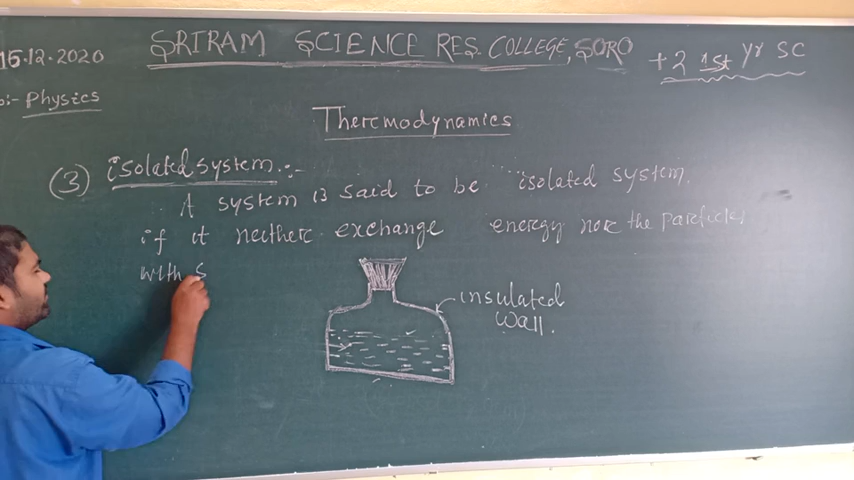 15.12.2020
SRIRAM SCIENCE RES. COLLEGE, SORO
+2 1st yr SC
:- Physics
Thermodynamics
(3) isolated system :-
A system is said to be isolated system.
if it neither exchange energy nor the particles
with S
insulated
wall.